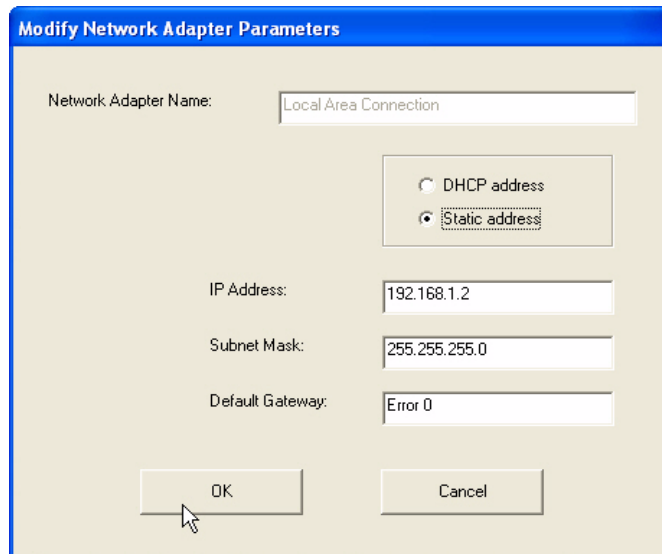 Modify Network Adapter Parameters
Network Adapter Name: Local Area Connection
DHCP address
Static address
IP Address: 192.168.1.2
Subnet Mask: 255.255.255.0
Default Gateway: Error 0
OK Cancel